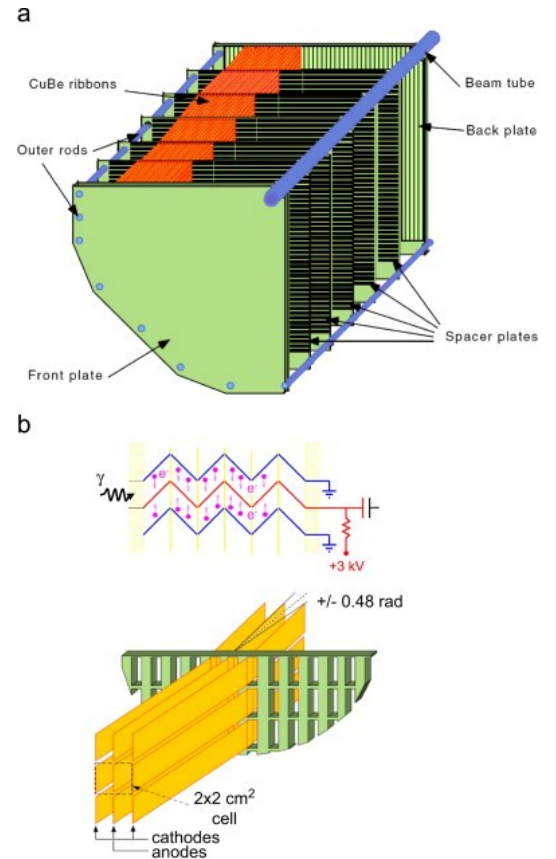 a
CuBe ribbons
Beam tube
Back plate
Outer rods
Spacer plates
Front plate
b
e-
γ
e-
+3 kV
+/- 0.48 rad
2x2 cm²
cell
cathodes
anodes